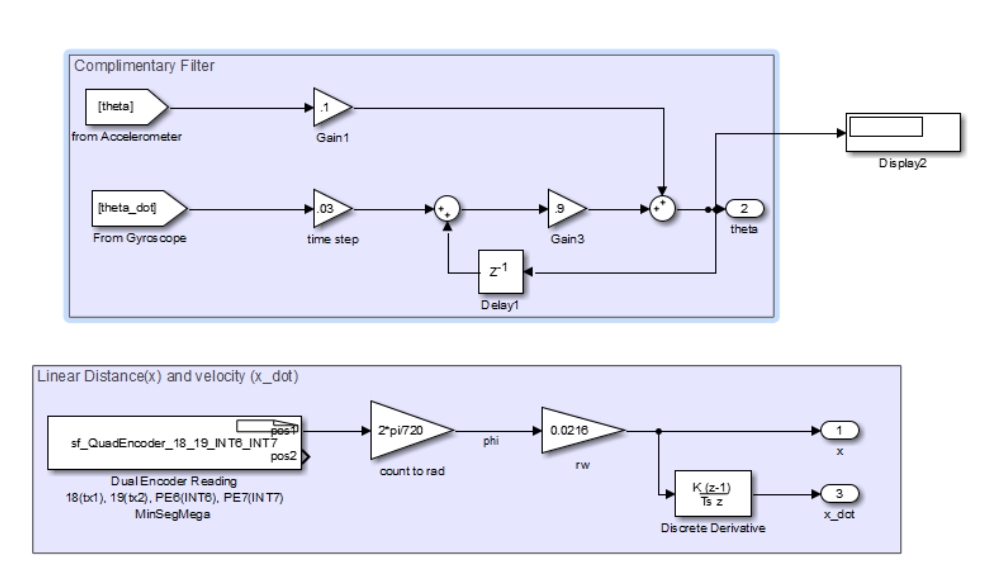 Complimentary Filter
[theta]
from Accelerometer
.1
Gain1
Display2
[theta_dot]
From Gyroscope
.03
time step
+
+
.9
Gain3
+
+
2
theta
z-1
Delay1
Linear Distance(x) and velocity (x_dot)
pos1
sf_QuadEncoder_18_19_INT6_INT7
pos2
Dual Encoder Reading
18(tx1), 19(tx2), PE6(INT6), PE7(INT7)
MinSegMega
2*pi/720
count to rad
phi
0.0216
rw
1
x
K (z-1)
Ts z
Discrete Derivative
3
x_dot